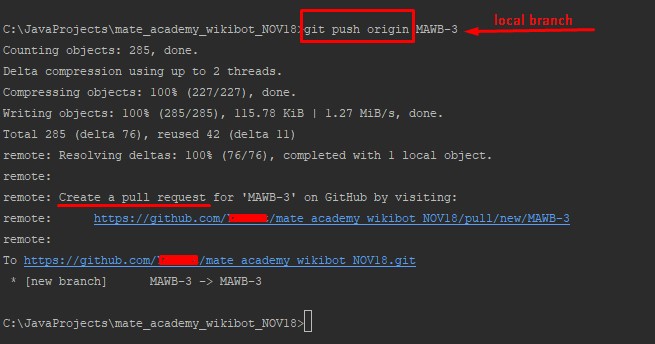 local branch
C:\JavaProjects\mate_academy_wikibot_NOV18>git push origin MAWB-3
Counting objects: 285, done.
Delta compression using up to 2 threads.
Compressing objects: 100% (227/227), done.
Writing objects: 100% (285/285), 115.78 KiB | 1.27 MiB/s, done.
Total 285 (delta 76), reused 42 (delta 11)
remote: Resolving deltas: 100% (76/76), completed with 1 local object.
remote:
remote: Create a pull request for 'MAWB-3' on GitHub by visiting:
remote:      https://github.com/ /mate_academy_wikibot_NOV18/pull/new/MAWB-3
remote:
To https://github.com/ /mate_academy_wikibot_NOV18.git
 * [new branch]      MAWB-3 -> MAWB-3
C:\JavaProjects\mate_academy_wikibot_NOV18>